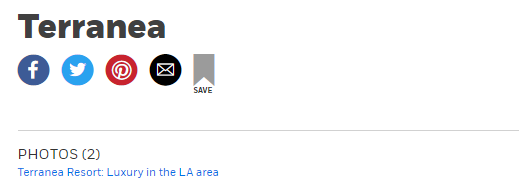 Terranea
SAVE
PHOTOS (2)
Terranea Resort: Luxury in the LA area